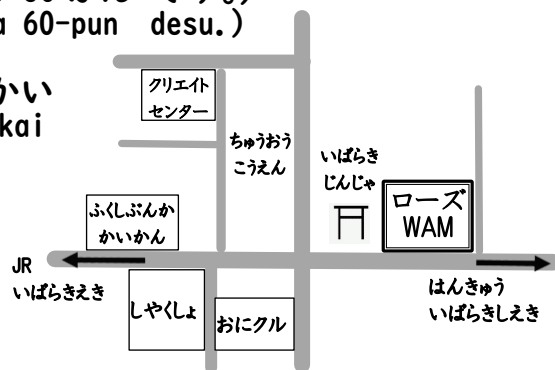 a 60-pun desu.)
かい
kai
クリエイト
センター
ちゅうおう
こうえん
いばらき
じんじゃ
ローズ
WAM
ふくしぶんか
かいかん
JR
いばらきえき
しやくしょ
おにクル
はんきゅう
いばらきしえき